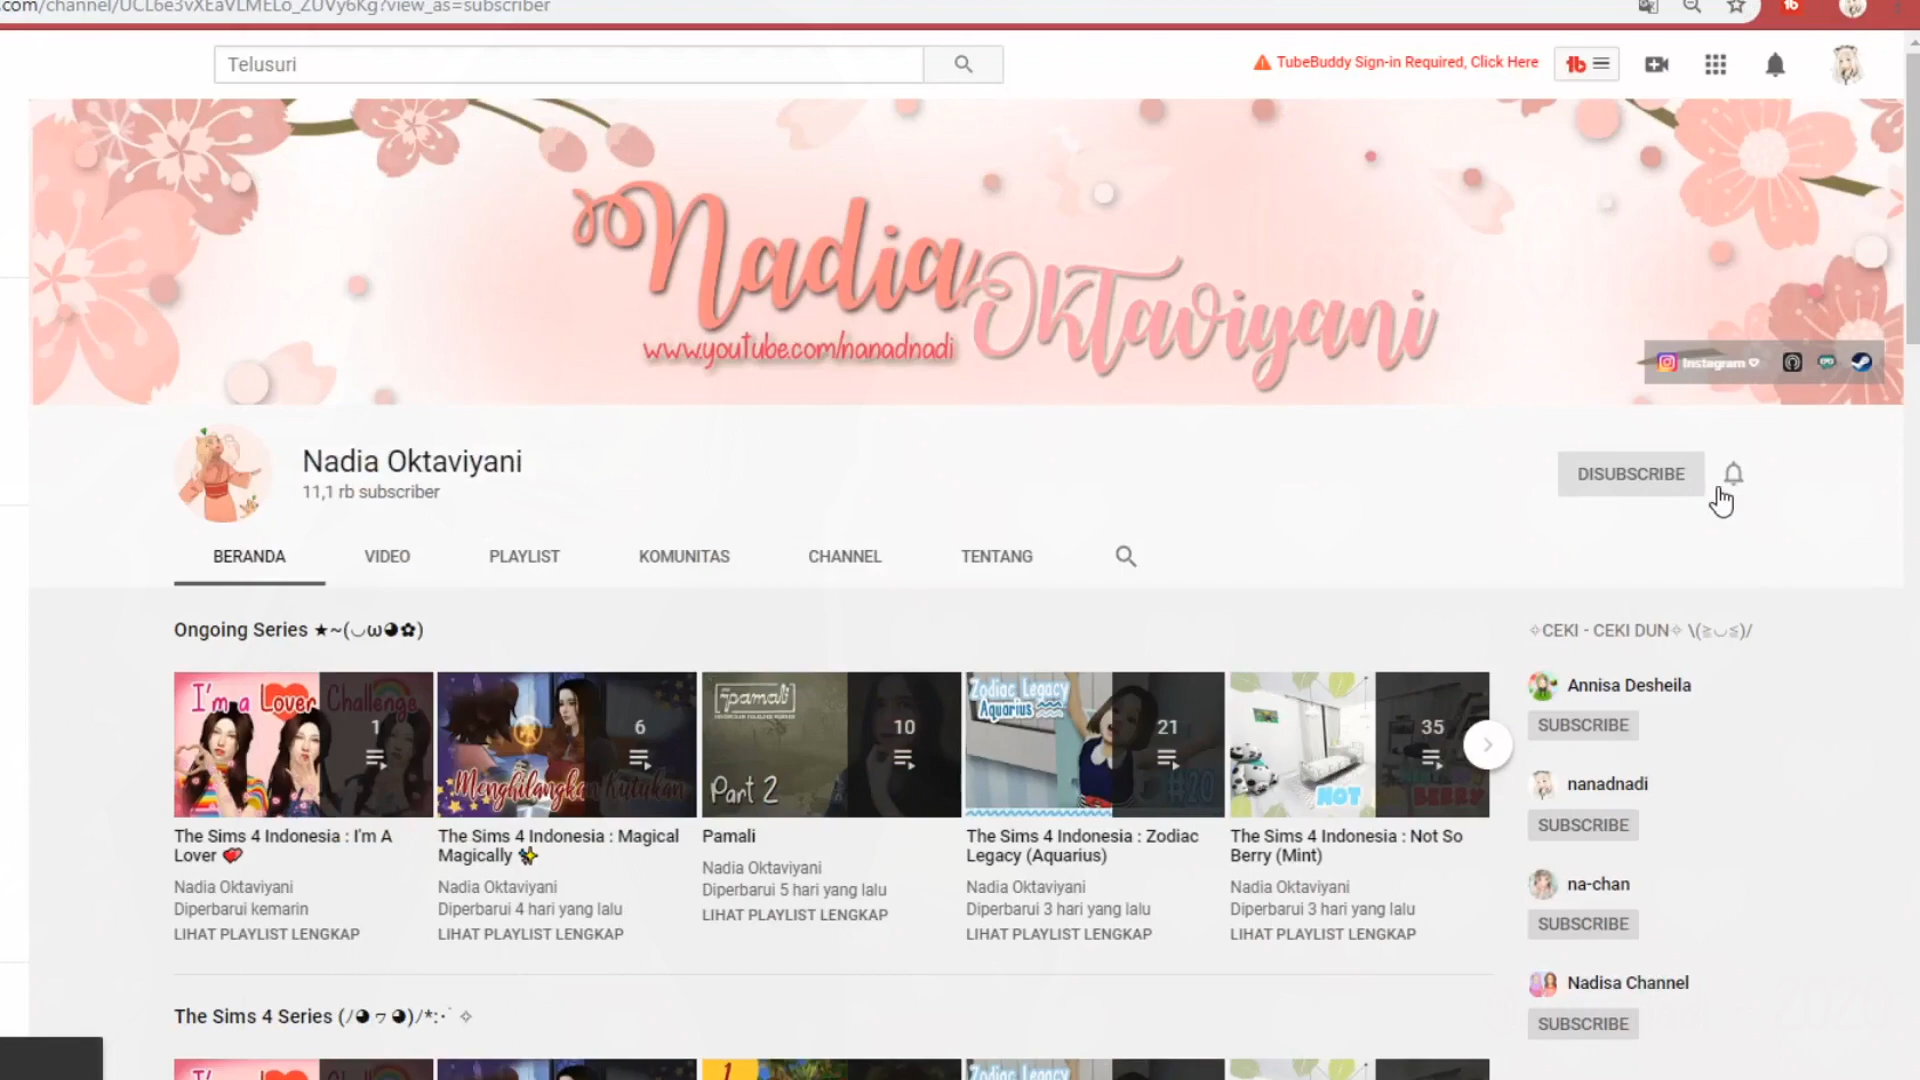 .com/channel/UCL6e3vXEaVLMELo_ZUVy6Kg?view_as=subscriber
Telusuri
TubeBuddy Sign-in Required, Click Here
Nadia Oktaviyani
www.youtube.com/nanadnadi
Instagram ♡
Nadia Oktaviyani
11,1 rb subscriber
DISUBSCRIBE
BERANDA VIDEO PLAYLIST KOMUNITAS CHANNEL TENTANG
Ongoing Series ★~(◡ω◕✿)
✧CEKI - CEKI DUN✧ \(≧◡≦)/
I'm a Lover Challenge
1
Menghilangkan Kutukan
6
pamali
Part 2
10
Zodiac Legacy
Aquarius
#20
21
NOT
BERRY
35
The Sims 4 Indonesia : I'm A
Lover 💖
Nadia Oktaviyani
Diperbarui kemarin
LIHAT PLAYLIST LENGKAP
The Sims 4 Indonesia : Magical
Magically ✨
Nadia Oktaviyani
Diperbarui 4 hari yang lalu
LIHAT PLAYLIST LENGKAP
Pamali
Nadia Oktaviyani
Diperbarui 5 hari yang lalu
LIHAT PLAYLIST LENGKAP
The Sims 4 Indonesia : Zodiac
Legacy (Aquarius)
Nadia Oktaviyani
Diperbarui 3 hari yang lalu
LIHAT PLAYLIST LENGKAP
The Sims 4 Indonesia : Not So
Berry (Mint)
Nadia Oktaviyani
Diperbarui 3 hari yang lalu
LIHAT PLAYLIST LENGKAP
Annisa Desheila
SUBSCRIBE
nanadnadi
SUBSCRIBE
na-chan
SUBSCRIBE
Nadisa Channel
SUBSCRIBE
2020
The Sims 4 Series (/◕ヮ◕)/*:･ﾟ✧
I'm a Lover
Zodiac Legacy